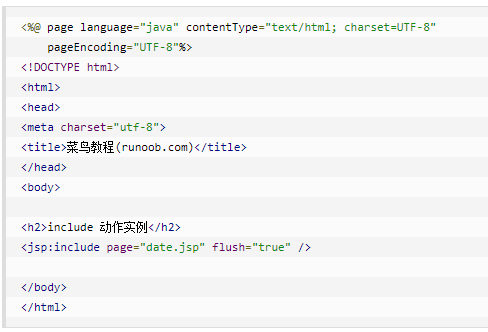 <%@ page language="java" contentType="text/html; charset=UTF-8"
    pageEncoding="UTF-8"%>
<!DOCTYPE html>
<html>
<head>
<meta charset="utf-8">
<title>菜鸟教程(runoob.com)</title>
</head>
<body>

<h2>include 动作实例</h2>
<jsp:include page="date.jsp" flush="true" />

</body>
</html>